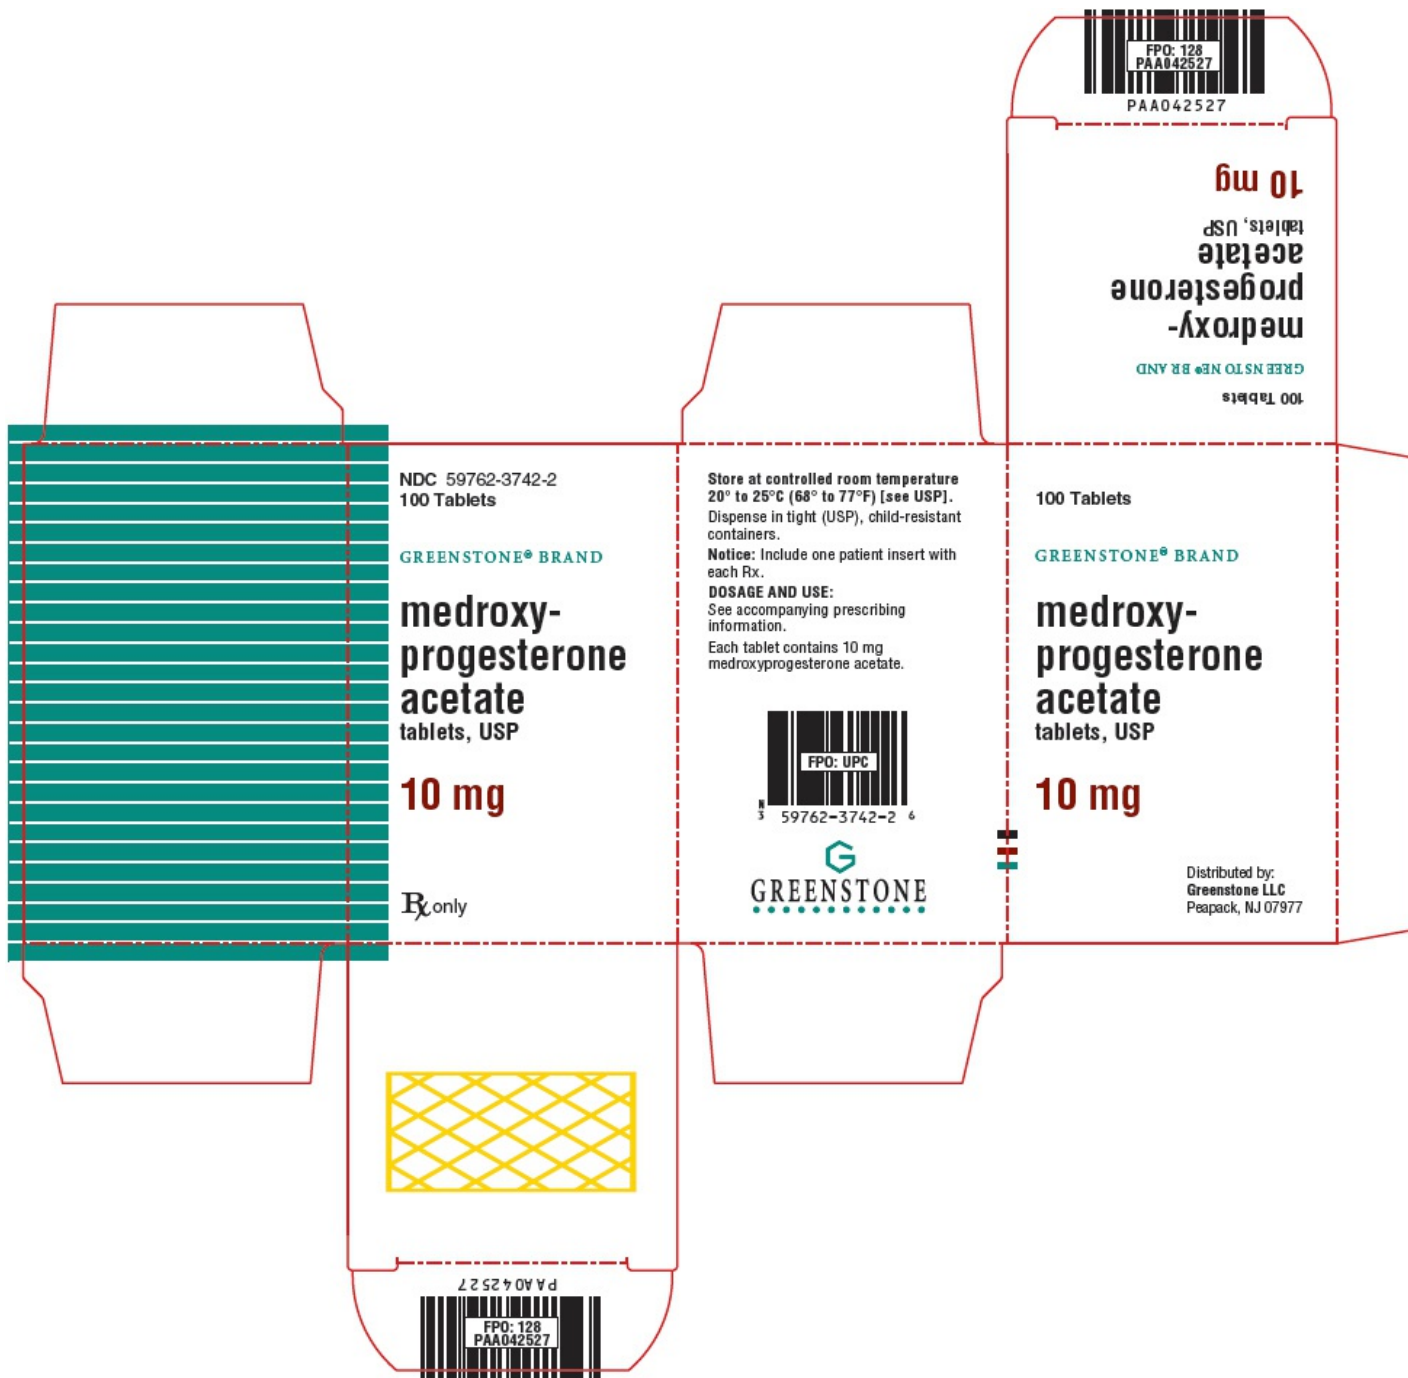 FPO: 128
PAA042527
PAA042527
10 mg
tablets, USP
acetate
progesterone
medroxy-
GREENSTONE® BRAND
100 Tablets
NDC 59762-3742-2
100 Tablets
GREENSTONE® BRAND
medroxy-
progesterone
acetate
tablets, USP
10 mg
Rx only
Store at controlled room temperature
20° to 25°C (68° to 77°F) [see USP].
Dispense in tight (USP), child-resistant
containers.
Notice: Include one patient insert with
each Rx.
DOSAGE AND USE:
See accompanying prescribing
information.
Each tablet contains 10 mg
medroxyprogesterone acetate.
FPO: UPC
N
3 59762-3742-2 6
G
GREENSTONE
100 Tablets
GREENSTONE® BRAND
medroxy-
progesterone
acetate
tablets, USP
10 mg
Distributed by:
Greenstone LLC
Peapack, NJ 07977
PAA042527
FPO: 128
PAA042527